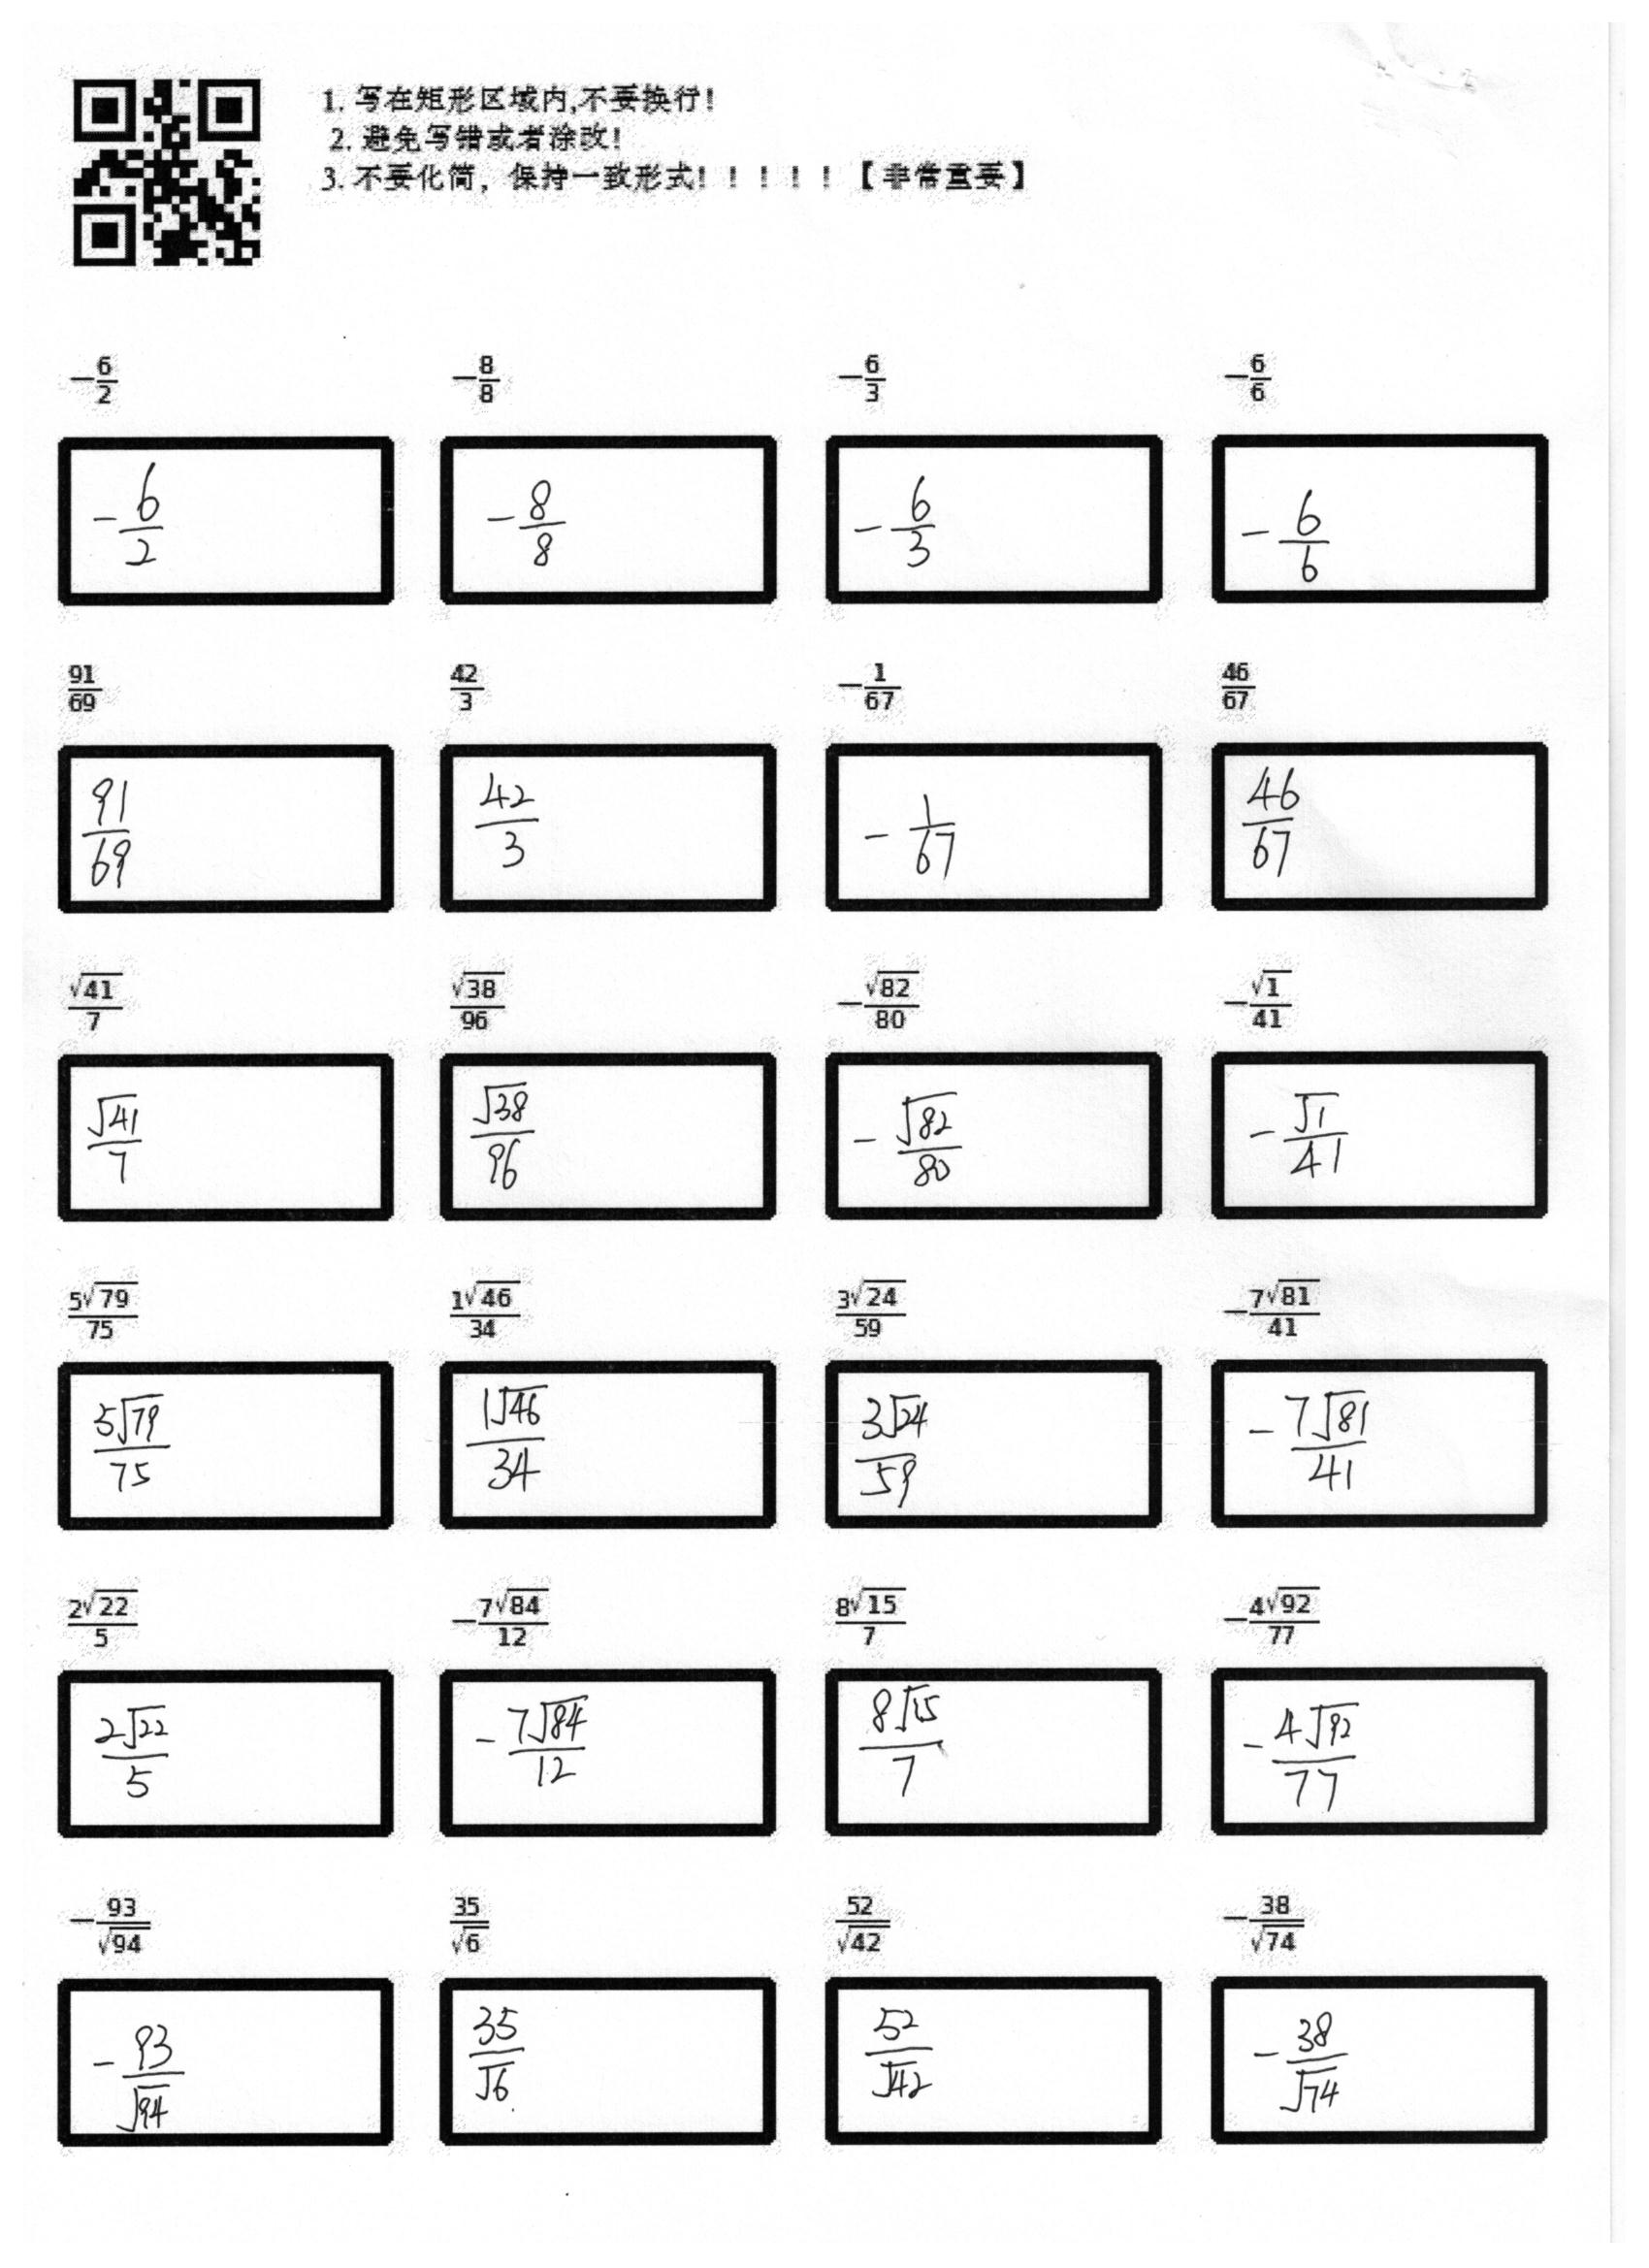 1. 写在矩形区域内,不要换行!
2. 避免写错或者涂改!
3. 不要化简，保持一致形式! ! ! ! ! 【非常重要】
$-\frac{6}{2}$ $-\frac{8}{8}$ $-\frac{6}{3}$ $-\frac{6}{6}$
$-\frac{6}{2}$ $-\frac{8}{8}$ $-\frac{6}{3}$ $-\frac{6}{6}$
$\frac{91}{69}$ $\frac{42}{3}$ $-\frac{1}{67}$ $\frac{46}{67}$
$\frac{91}{69}$ $\frac{42}{3}$ $-\frac{1}{67}$ $\frac{46}{67}$
$\frac{\sqrt{41}}{7}$ $\frac{\sqrt{38}}{96}$ $-\frac{\sqrt{82}}{80}$ $-\frac{\sqrt{1}}{41}$
$\frac{\sqrt{41}}{7}$ $\frac{\sqrt{38}}{96}$ $-\frac{\sqrt{82}}{80}$ $-\frac{\sqrt{1}}{41}$
$\frac{5\sqrt{79}}{75}$ $\frac{1\sqrt{46}}{34}$ $\frac{3\sqrt{24}}{59}$ $-\frac{7\sqrt{81}}{41}$
$\frac{5\sqrt{79}}{75}$ $\frac{1\sqrt{46}}{34}$ $\frac{3\sqrt{24}}{59}$ $-\frac{7\sqrt{81}}{41}$
$\frac{2\sqrt{22}}{5}$ $-\frac{7\sqrt{84}}{12}$ $\frac{8\sqrt{15}}{7}$ $-\frac{4\sqrt{92}}{77}$
$\frac{2\sqrt{22}}{5}$ $-\frac{7\sqrt{84}}{12}$ $\frac{8\sqrt{15}}{7}$ $-\frac{4\sqrt{92}}{77}$
$-\frac{93}{\sqrt{94}}$ $\frac{35}{\sqrt{6}}$ $\frac{52}{\sqrt{42}}$ $-\frac{38}{\sqrt{74}}$
$-\frac{93}{\sqrt{94}}$ $\frac{35}{\sqrt{6}}$ $\frac{52}{\sqrt{42}}$ $-\frac{38}{\sqrt{74}}$